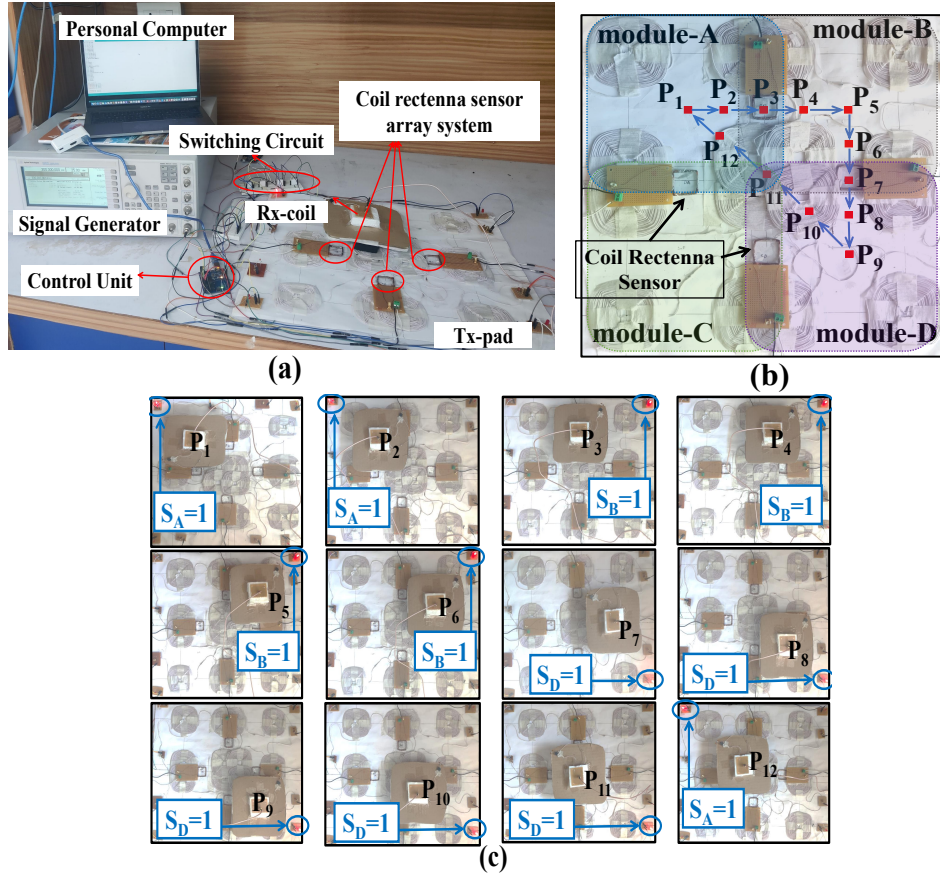 Personal Computer
Coil rectenna sensor
array system
Switching Circuit
Rx-coil
Signal Generator
Control Unit
Tx-pad
(a)
module-A
module-B
P1 P2 P3 P4 P5
P12
P6
P11
P7
P10
P8
P9
Coil Rectenna
Sensor
module-C
module-D
(b)
P1
SA=1
P2
SA=1
P3
SB=1
P4
SB=1
P5
SB=1
P6
SB=1
P7
SD=1
P8
SD=1
P9
SD=1
P10
SD=1
P11
SD=1
P12
SA=1
(c)